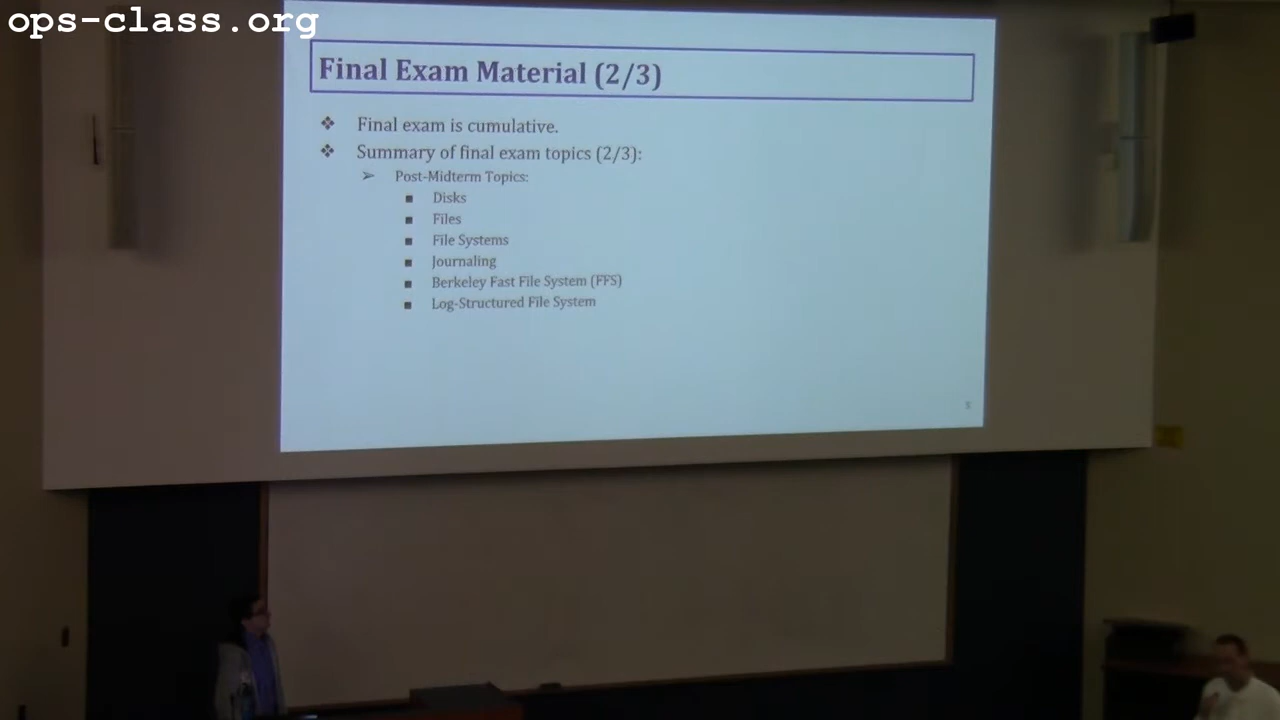 ops-class.org
Final Exam Material (2/3)
❖ Final exam is cumulative.
❖ Summary of final exam topics (2/3):
➢ Post-Midterm Topics:
■ Disks
■ Files
■ File Systems
■ Journaling
■ Berkeley Fast File System (FFS)
■ Log-Structured File System
5